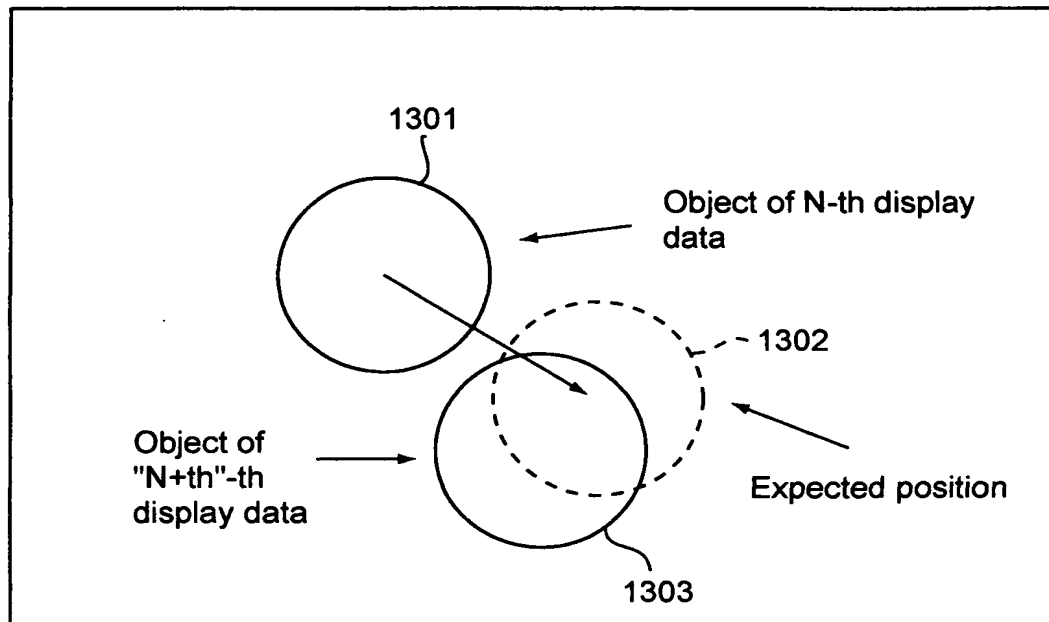 1301
Object of N-th display
data
1302
Object of
"N+th"-th
display data
Expected position
1303